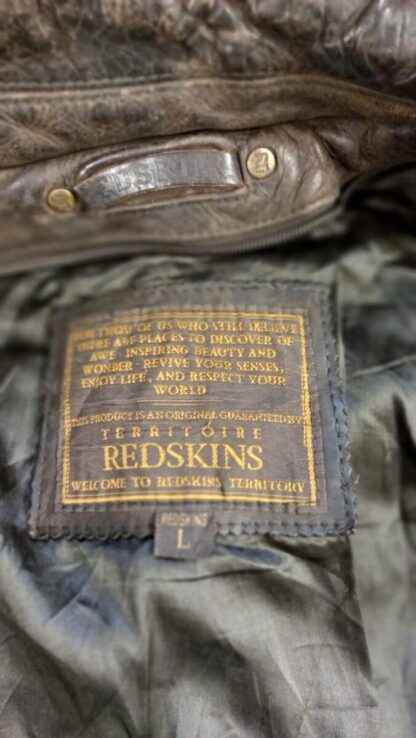 REDSKINS
FOR THOSE OF US WHO STILL BELIEVE
THERE ARE PLACES TO DISCOVER OF
AWE INSPIRING BEAUTY AND
WONDER - REVIVE YOUR SENSES,
ENJOY LIFE, AND RESPECT YOUR
WORLD
THIS PRODUCT IS AN ORIGINAL GUARANTEED BY
TERRITOIRE
REDSKINS
WELCOME TO REDSKINS TERRITORY
REDSKINS
L